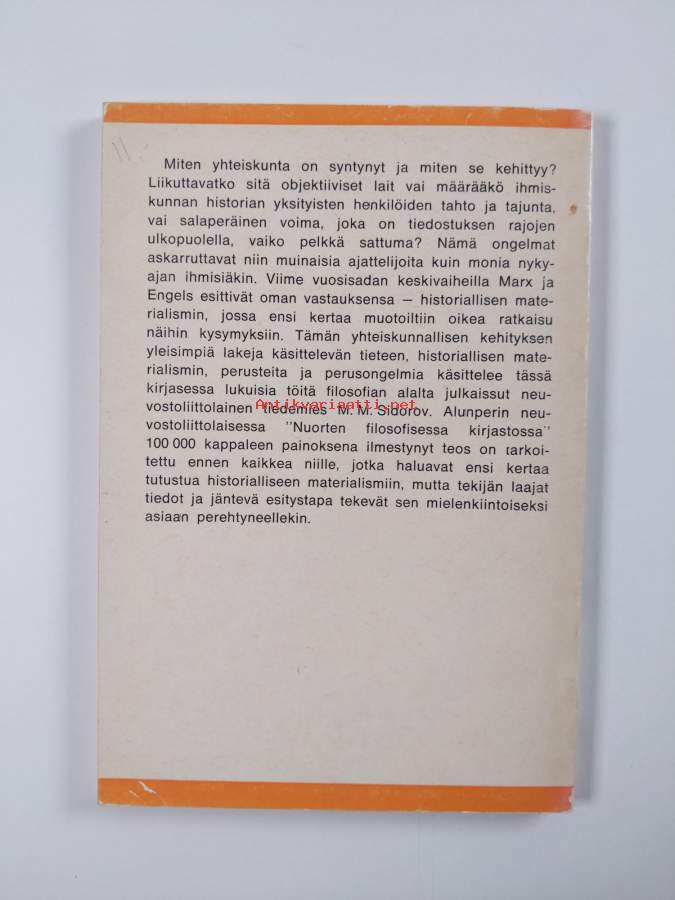 Miten yhteiskunta on syntynyt ja miten se kehittyy?
Liikuttavatko sitä objektiiviset lait vai määrääkö ihmis-
kunnan historian yksityisten henkilöiden tahto ja tajunta,
vai salaperäinen voima, joka on tiedostuksen rajojen
ulkopuolella, vaiko pelkkä sattuma? Nämä ongelmat
askarruttavat niin muinaisia ajattelijoita kuin monia nyky-
ajan ihmisiäkin. Viime vuosisadan keskivaiheilla Marx ja
Engels esittivät oman vastauksensa – historiallisen mate-
rialismin, jossa ensi kertaa muotoiltiin oikea ratkaisu
näihin kysymyksiin. Tämän yhteiskunnallisen kehityksen
yleisimpiä lakeja käsittelevän tieteen, historiallisen mate-
rialismin, perusteita ja perusongelmia käsittelee tässä
kirjasessa lukuisia töitä filosofian alalta julkaissut neu-
vostoliittolainen tiedemies M. M. Sidorov. Alunperin neu-
Antikvariaatti.net
vostoliittolaisessa "Nuorten filosofisessa kirjastossa"
100 000 kappaleen painoksena ilmestynyt teos on tarkoi-
tettu ennen kaikkea niille, jotka haluavat ensi kertaa
tutustua historialliseen materialismiin, mutta tekijän laajat
tiedot ja jäntevä esitystapa tekevät sen mielenkiintoiseksi
asiaan perehtyneellekin.